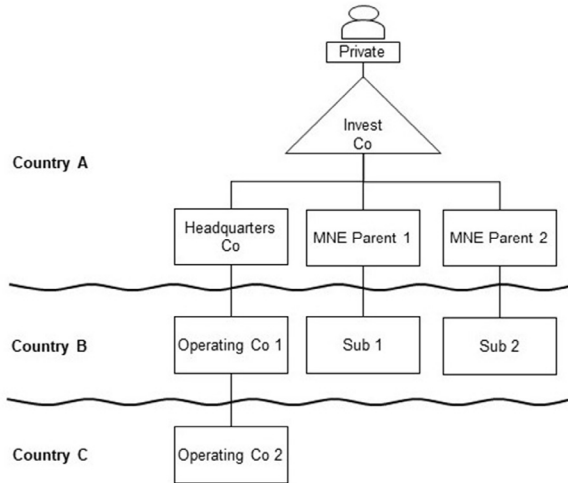 Private
Invest
Co
Country A
Headquarters
Co
MNE Parent 1
MNE Parent 2
Country B
Operating Co 1
Sub 1
Sub 2
Country C
Operating Co 2